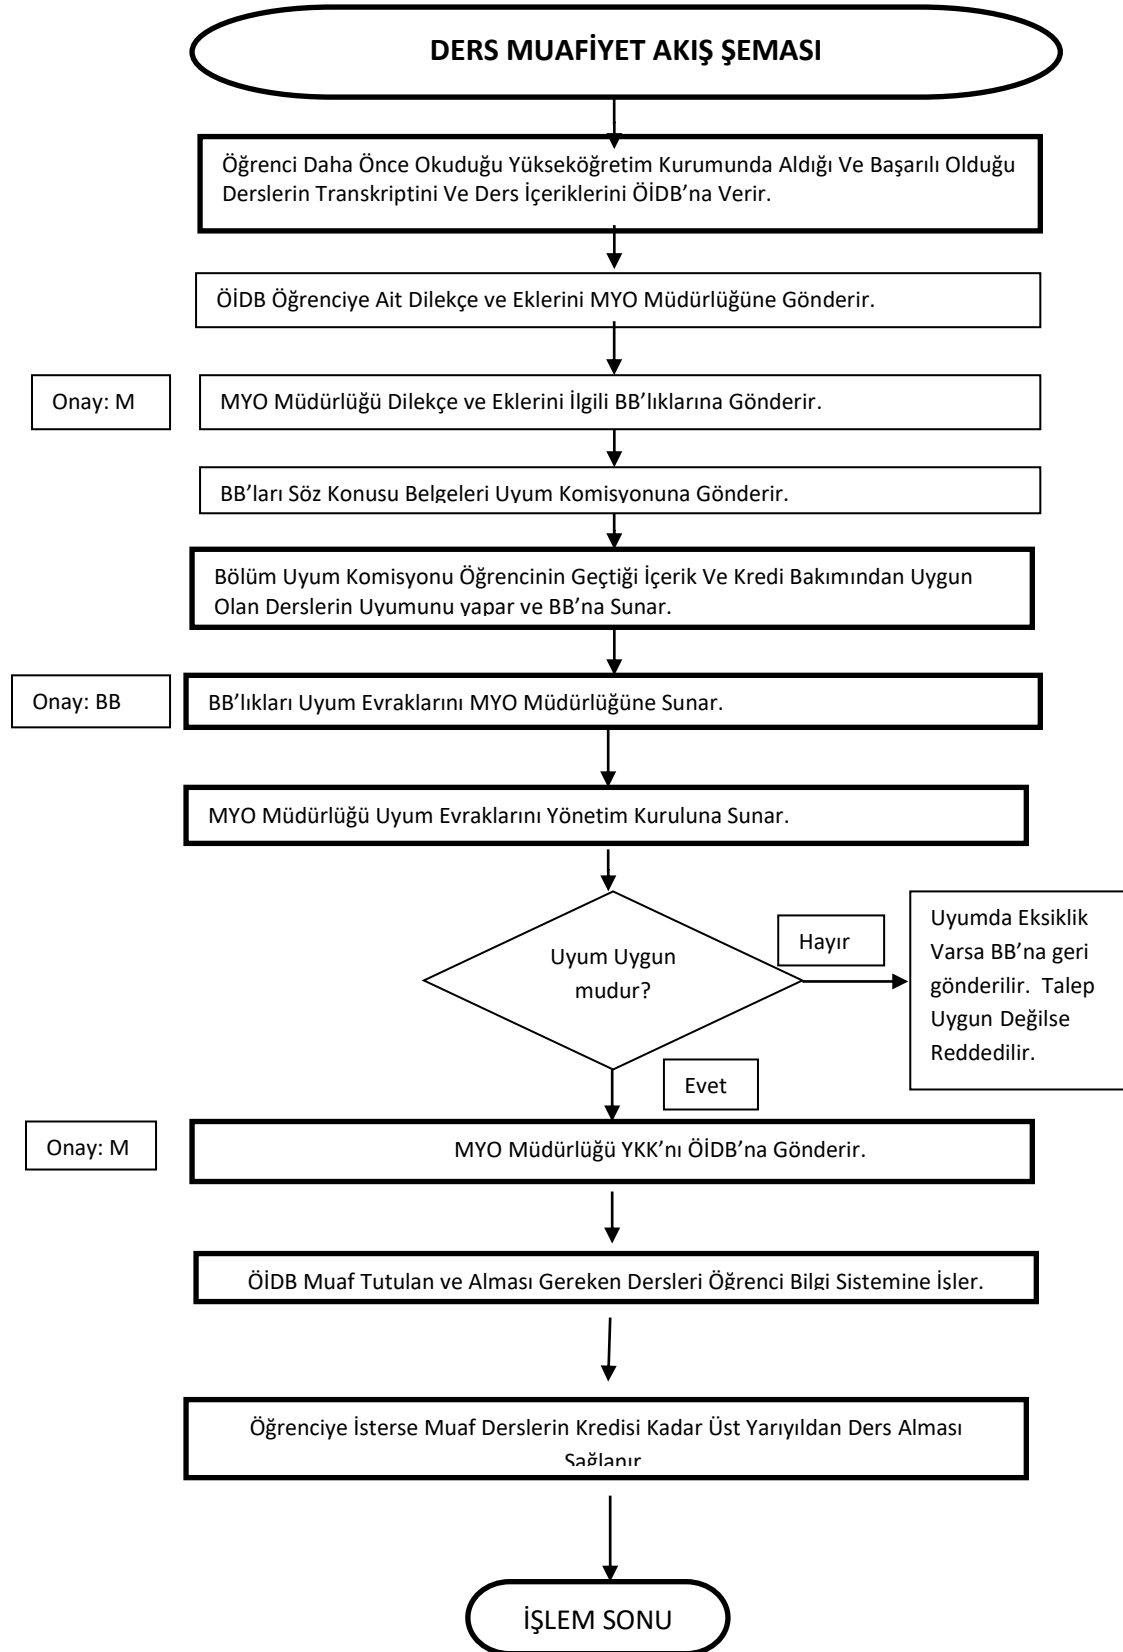 DERS MUAFİYET AKIŞ ŞEMASI
Öğrenci Daha Önce Okuduğu Yükseköğretim Kurumunda Aldığı Ve Başarılı Olduğu
Derslerin Transkriptini Ve Ders İçeriklerini ÖİDB’na Verir.
ÖİDB Öğrenciye Ait Dilekçe ve Eklerini MYO Müdürlüğüne Gönderir.
Onay: M
MYO Müdürlüğü Dilekçe ve Eklerini İlgili BB’lıklarına Gönderir.
BB’ları Söz Konusu Belgeleri Uyum Komisyonuna Gönderir.
Bölüm Uyum Komisyonu Öğrencinin Geçtiği İçerik Ve Kredi Bakımından Uygun
Olan Derslerin Uyumunu yapar ve BB’na Sunar.
Onay: BB
BB’lıkları Uyum Evraklarını MYO Müdürlüğüne Sunar.
MYO Müdürlüğü Uyum Evraklarını Yönetim Kuruluna Sunar.
Uyum Uygun
mudur?
Hayır
Uyumda Eksiklik
Varsa BB’na geri
gönderilir. Talep
Uygun Değilse
Reddedilir.
Evet
Onay: M
MYO Müdürlüğü YKK’nı ÖİDB’na Gönderir.
ÖİDB Muaf Tutulan ve Alması Gereken Dersleri Öğrenci Bilgi Sistemine İşler.
Öğrenciye İsterse Muaf Derslerin Kredisi Kadar Üst Yarıyıldan Ders Alması
Sağlanır
İŞLEM SONU